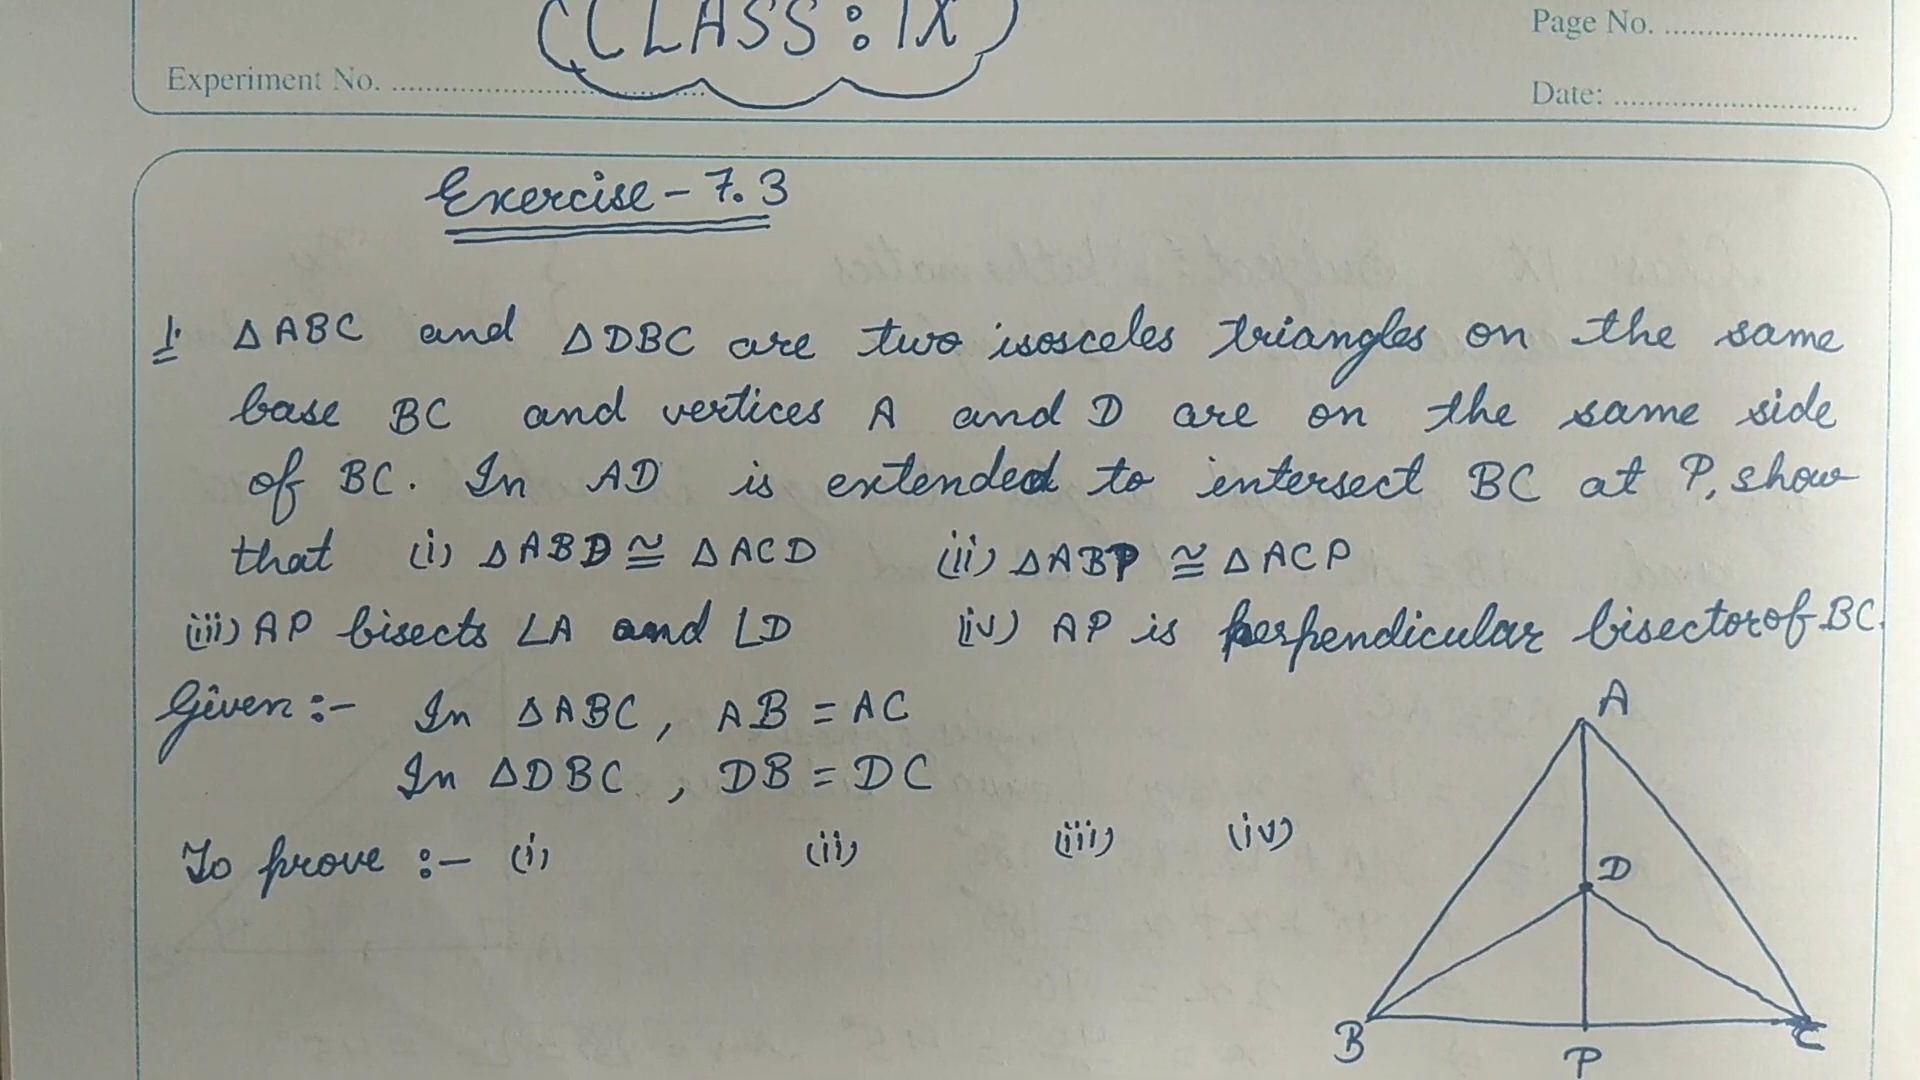 (CLASS: IX)
Page No. ..............................
Experiment No. ..................................................
Date: ..............................
Exercise - 7.3
1. ΔABC and ΔDBC are two isosceles triangles on the same
base BC and vertices A and D are on the same side
of BC. In AD is extended to intersect BC at P, show
that (i) ΔABD ≅ ΔACD (ii) ΔABP ≅ ΔACP
(iii) AP bisects ∠A and ∠D (iv) AP is perpendicular bisector of BC.
Given :- In ΔABC, AB = AC
In ΔDBC, DB = DC
To prove :- (i) (ii) (iii) (iv)
A
D
B
P
C